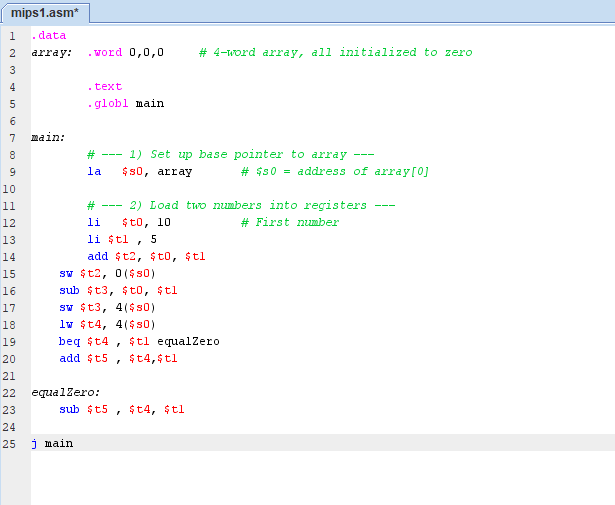 mips1.asm*
1 .data
2 array: .word 0,0,0 # 4-word array, all initialized to zero
3
4 .text
5 .globl main
6
7 main:
8 # --- 1) Set up base pointer to array ---
9 la $s0, array # $s0 = address of array[0]
10
11 # --- 2) Load two numbers into registers ---
12 li $t0, 10 # First number
13 li $t1 , 5
14 add $t2, $t0, $t1
15 sw $t2, 0($s0)
16 sub $t3, $t0, $t1
17 sw $t3, 4($s0)
18 lw $t4, 4($s0)
19 beq $t4 , $t1 equalZero
20 add $t5 , $t4,$t1
21
22 equalZero:
23 sub $t5 , $t4, $t1
24
25 j main